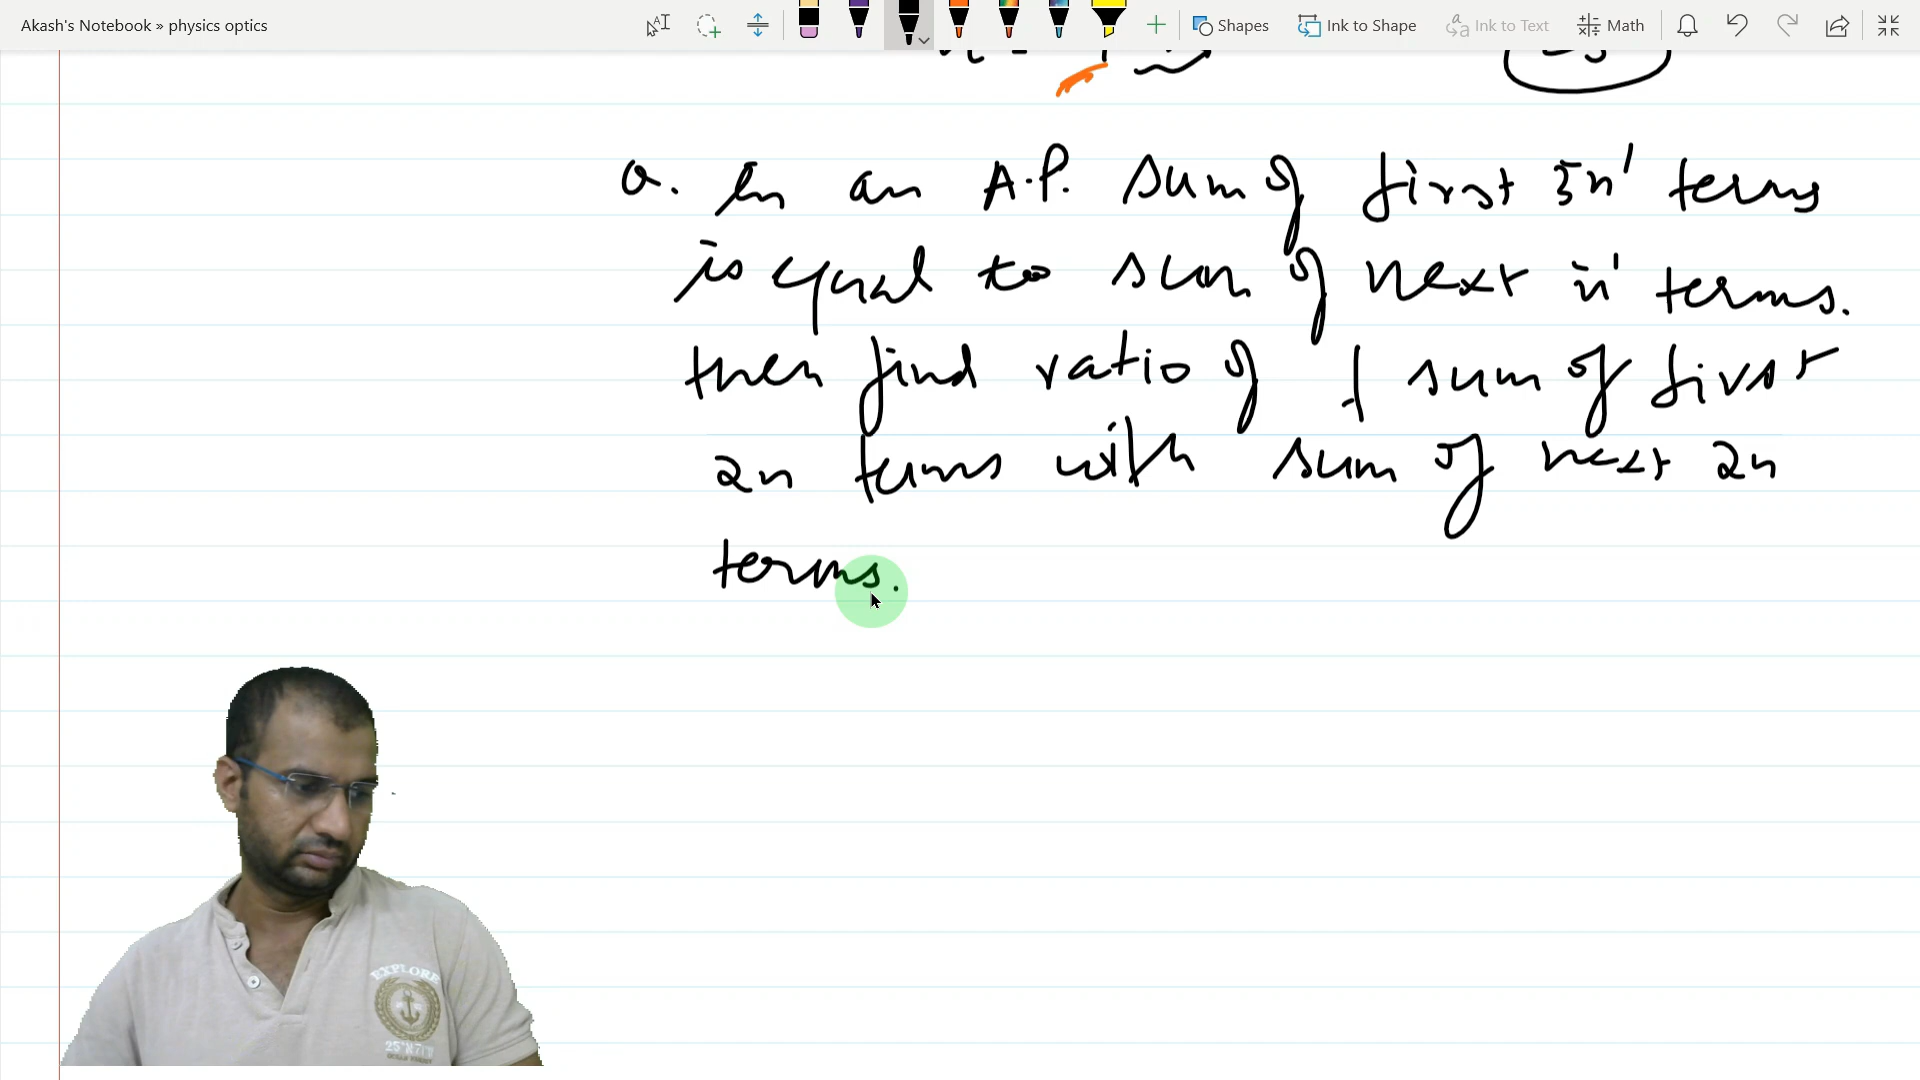 Akash's Notebook » physics optics
Shapes
Ink to Shape
Ink to Text
Math
Q. In an A.P. sum of first 3n' terms
is equal to sum of next n' terms.
then find ratio of sum of first
2n terms with sum of next 2n
terms.
EXPLORE